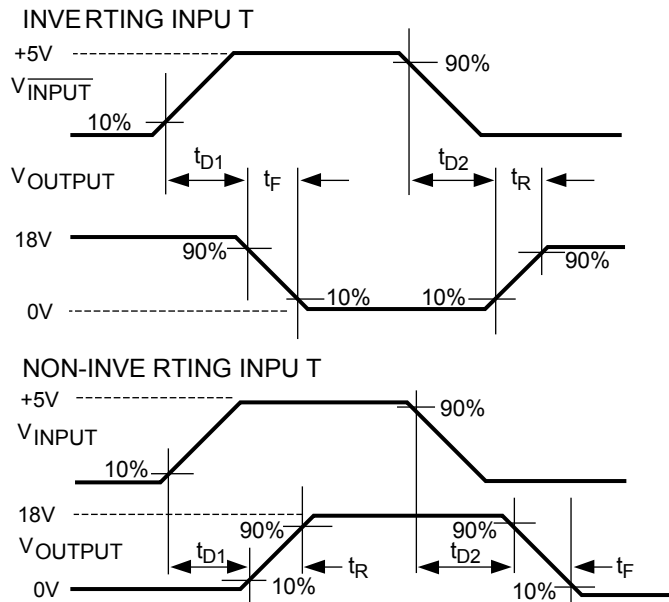 INVERTING INPUT
+5V
V INPUT
90%
10%
tD1
tD2
VOUTPUT
tF
tR
18V
90%
90%
10%
10%
0V
NON-INVERTING INPUT
+5V
90%
VINPUT
10%
18V
90%
90%
VOUTPUT
tD1
tR
tD2
tF
0V
10%
10%